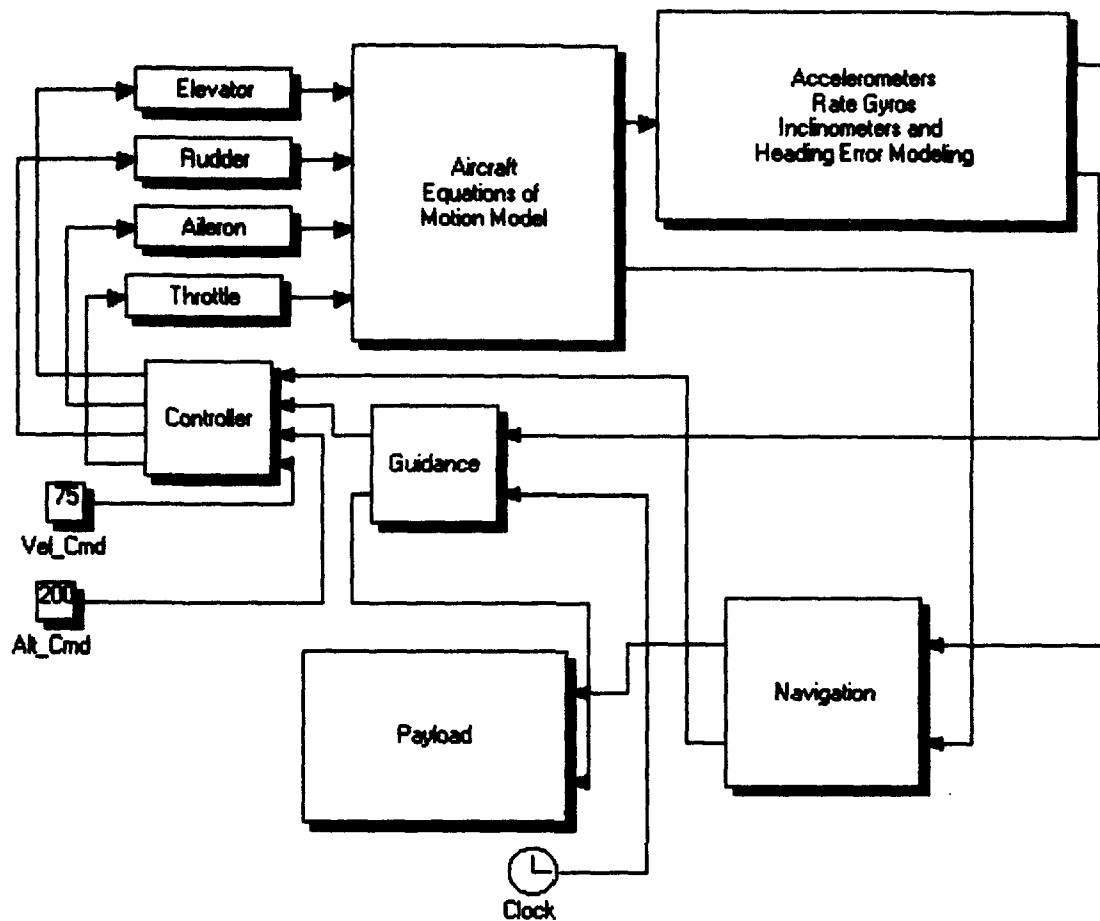 Elevator
Rudder
Aileron
Throttle
Aircraft
Equations of
Motion Model
Accelerometers
Rate Gyros
Inclinometers and
Heading Error Modeling
Controller
Guidance
75
Vel_Cmd
200
Alt_Cmd
Payload
Navigation
Clock